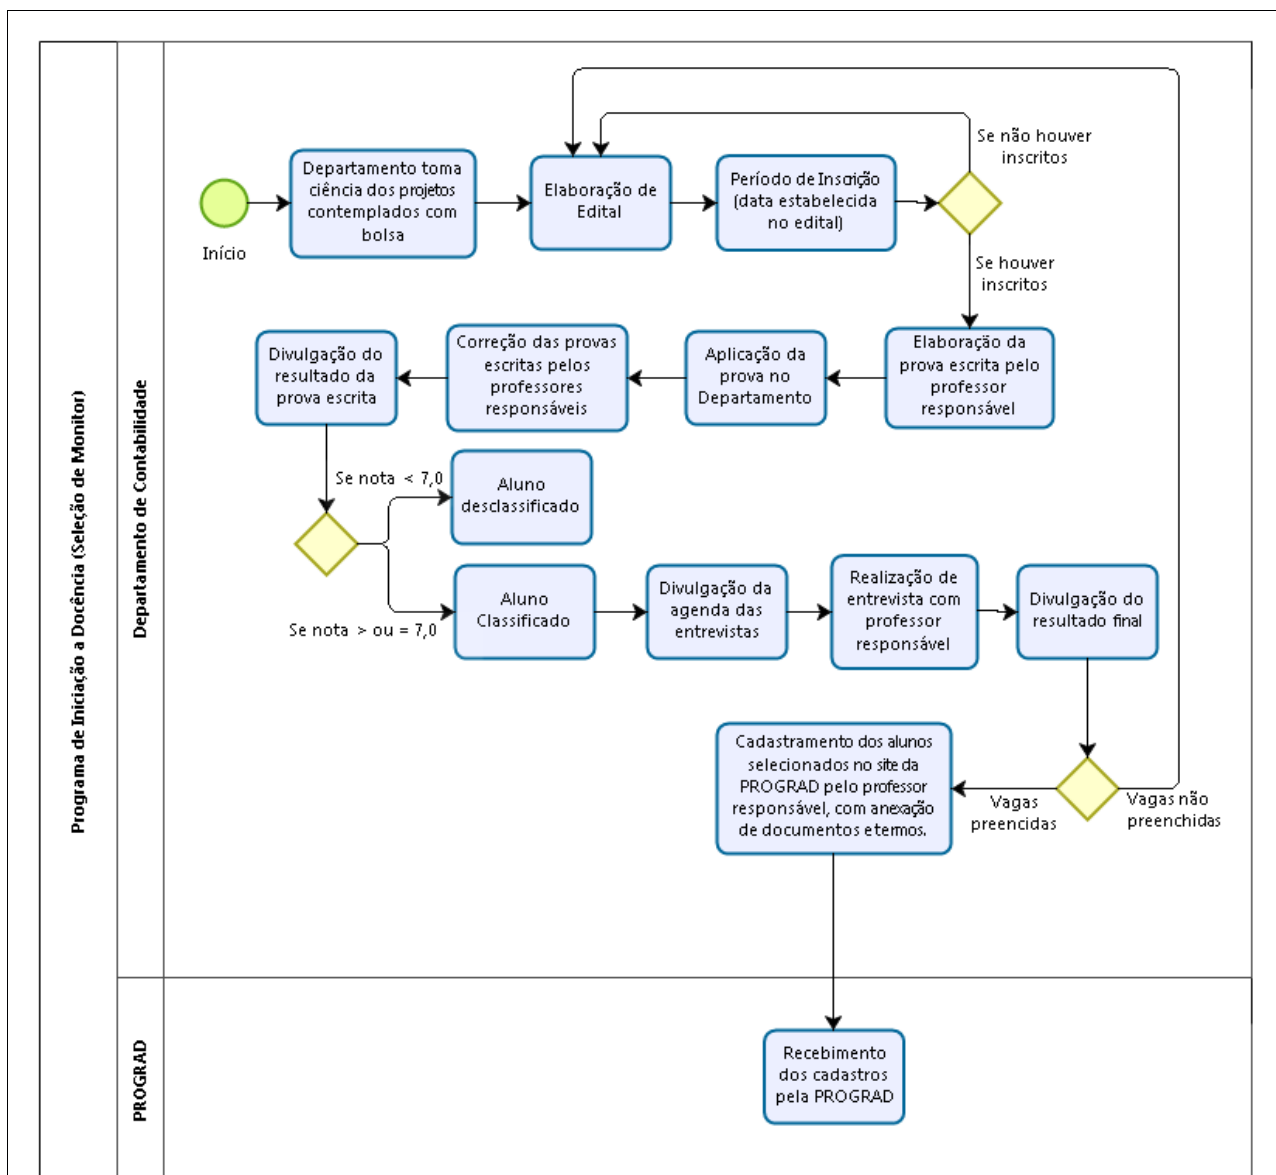 Programa de Iniciação a Docência (Seleção de Monitor)
Departamento de Contabilidade
Início
Departamento toma
ciência dos projetos
contemplados com
bolsa
Elaboração de
Edital
Período de Inscrição
(data estabelecida
no edital)
Se não houver
inscritos
Se houver
inscritos
Elaboração da
prova escrita pelo
professor
responsável
Aplicação da
prova no
Departamento
Correção das provas
escritas pelos
professores
responsáveis
Divulgação do
resultado da
prova escrita
Se nota < 7,0
Aluno
desclassificado
Se nota > ou = 7,0
Aluno
Classificado
Divulgação da
agenda das
entrevistas
Realização de
entrevista com
professor
responsável
Divulgação do
resultado final
Vagas
preencidas
Vagas não
preenchidas
Cadastramento dos alunos
selecionados no site da
PROGRAD pelo professor
responsável, com anexação
de documentos e termos.
PROGRAD
Recebimento
dos cadastros
pela PROGRAD